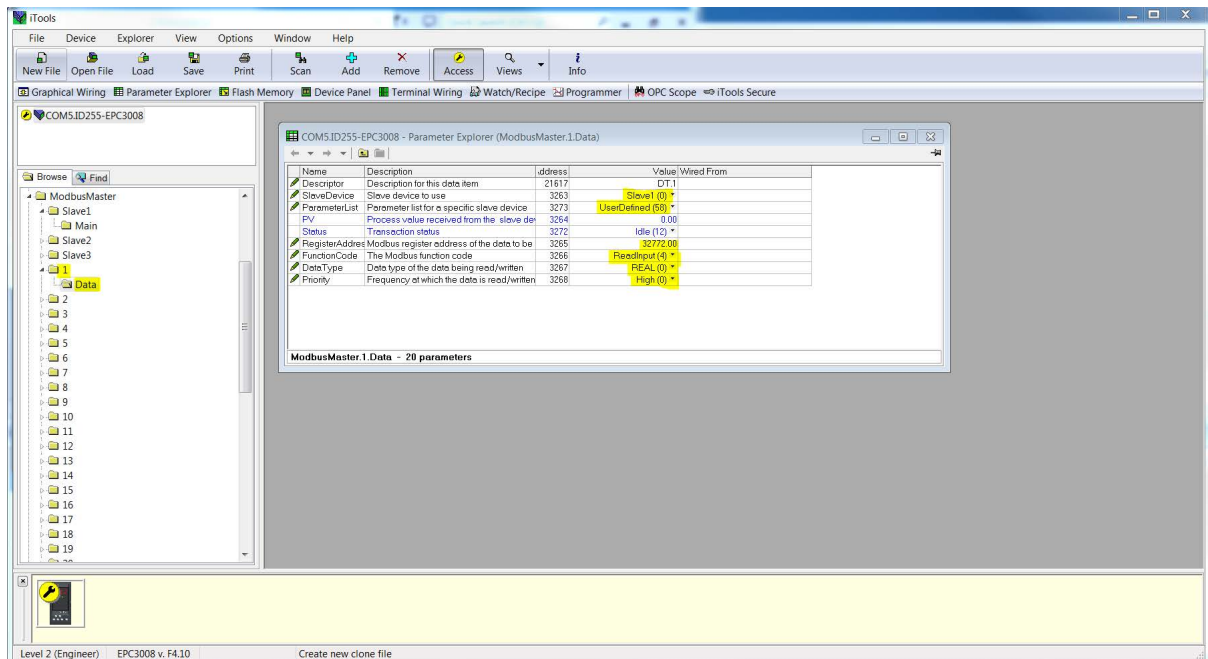 iTools
File Device Explorer View Options Window Help
New File Open File Load Save Print Scan Add Remove Access Views Info
Graphical Wiring Parameter Explorer Flash Memory Device Panel Terminal Wiring Watch/Recipe Programmer OPC Scope iTools Secure
COM5.ID255-EPC3008
COM5.ID255-EPC3008 - Parameter Explorer (ModbusMaster.1.Data)
Name Description ddress Value Wired From
Descriptor Description for this data item 21617 DT.1
SlaveDevice Slave device to use 3263 Slave1 (0)
ParameterList Parameter list for a specific slave device 3273 UserDefined (58)
PV Process value received from the slave dev 3264 0.00
Status Transaction status 3272 Idle (12)
RegisterAddres Modbus register address of the data to be 3265 32772.00
FunctionCode The Modbus function code 3266 ReadInput (4)
DataType Data type of the data being read/written 3267 REAL (0)
Priority Frequency at which the data is read/written 3268 High (0)
ModbusMaster.1.Data - 20 parameters
Browse Find
ModbusMaster
Slave1
Main
Slave2
Slave3
1
Data
2
3
4
5
6
7
8
9
10
11
12
13
14
15
16
17
18
19
Level 2 (Engineer) EPC3008 v. F4.10 Create new clone file